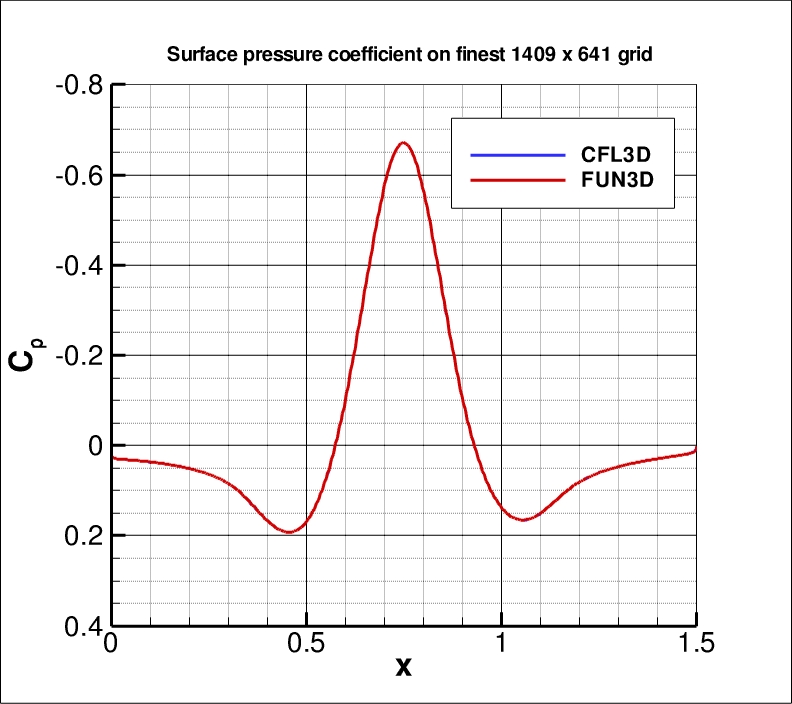 Surface pressure coefficient on finest 1409 x 641 grid
-0.8
CFL3D
FUN3D
-0.6
-0.4
-0.2
Cp
0
0.2
0.4
0
0.5
1
1.5
x